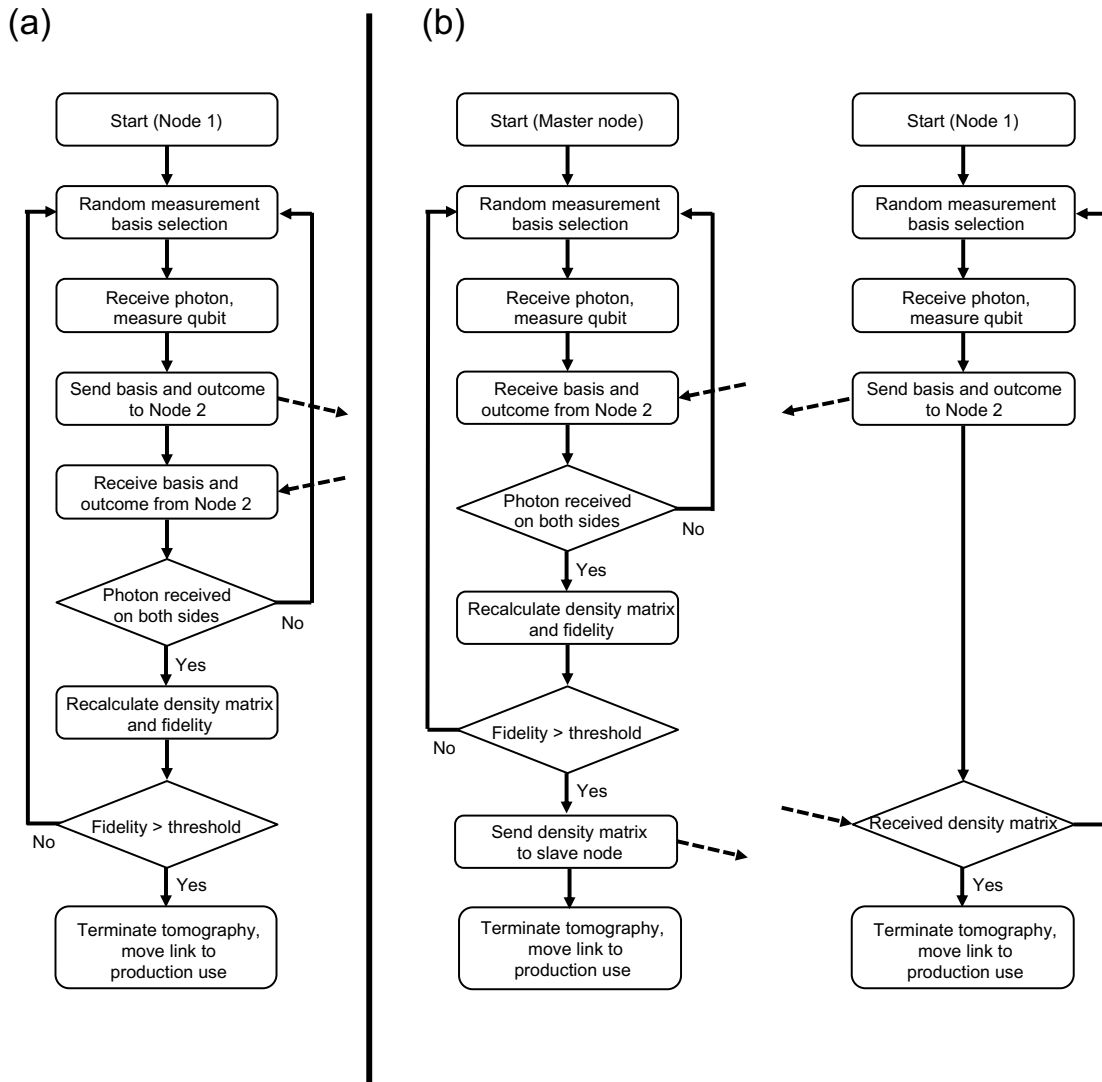 (a)
Start (Node 1)
Random measurement
basis selection
Receive photon,
measure qubit
Send basis and outcome
to Node 2
Receive basis and
outcome from Node 2
Photon received
on both sides
No
Yes
Recalculate density matrix
and fidelity
Fidelity > threshold
No
Yes
Terminate tomography,
move link to
production use
(b)
Start (Master node)
Random measurement
basis selection
Receive photon,
measure qubit
Receive basis and
outcome from Node 2
Photon received
on both sides
No
Yes
Recalculate density matrix
and fidelity
Fidelity > threshold
No
Yes
Send density matrix
to slave node
Terminate tomography,
move link to
production use
Start (Node 1)
Random measurement
basis selection
Receive photon,
measure qubit
Send basis and outcome
to Node 2
Received density matrix
Yes
Terminate tomography,
move link to
production use